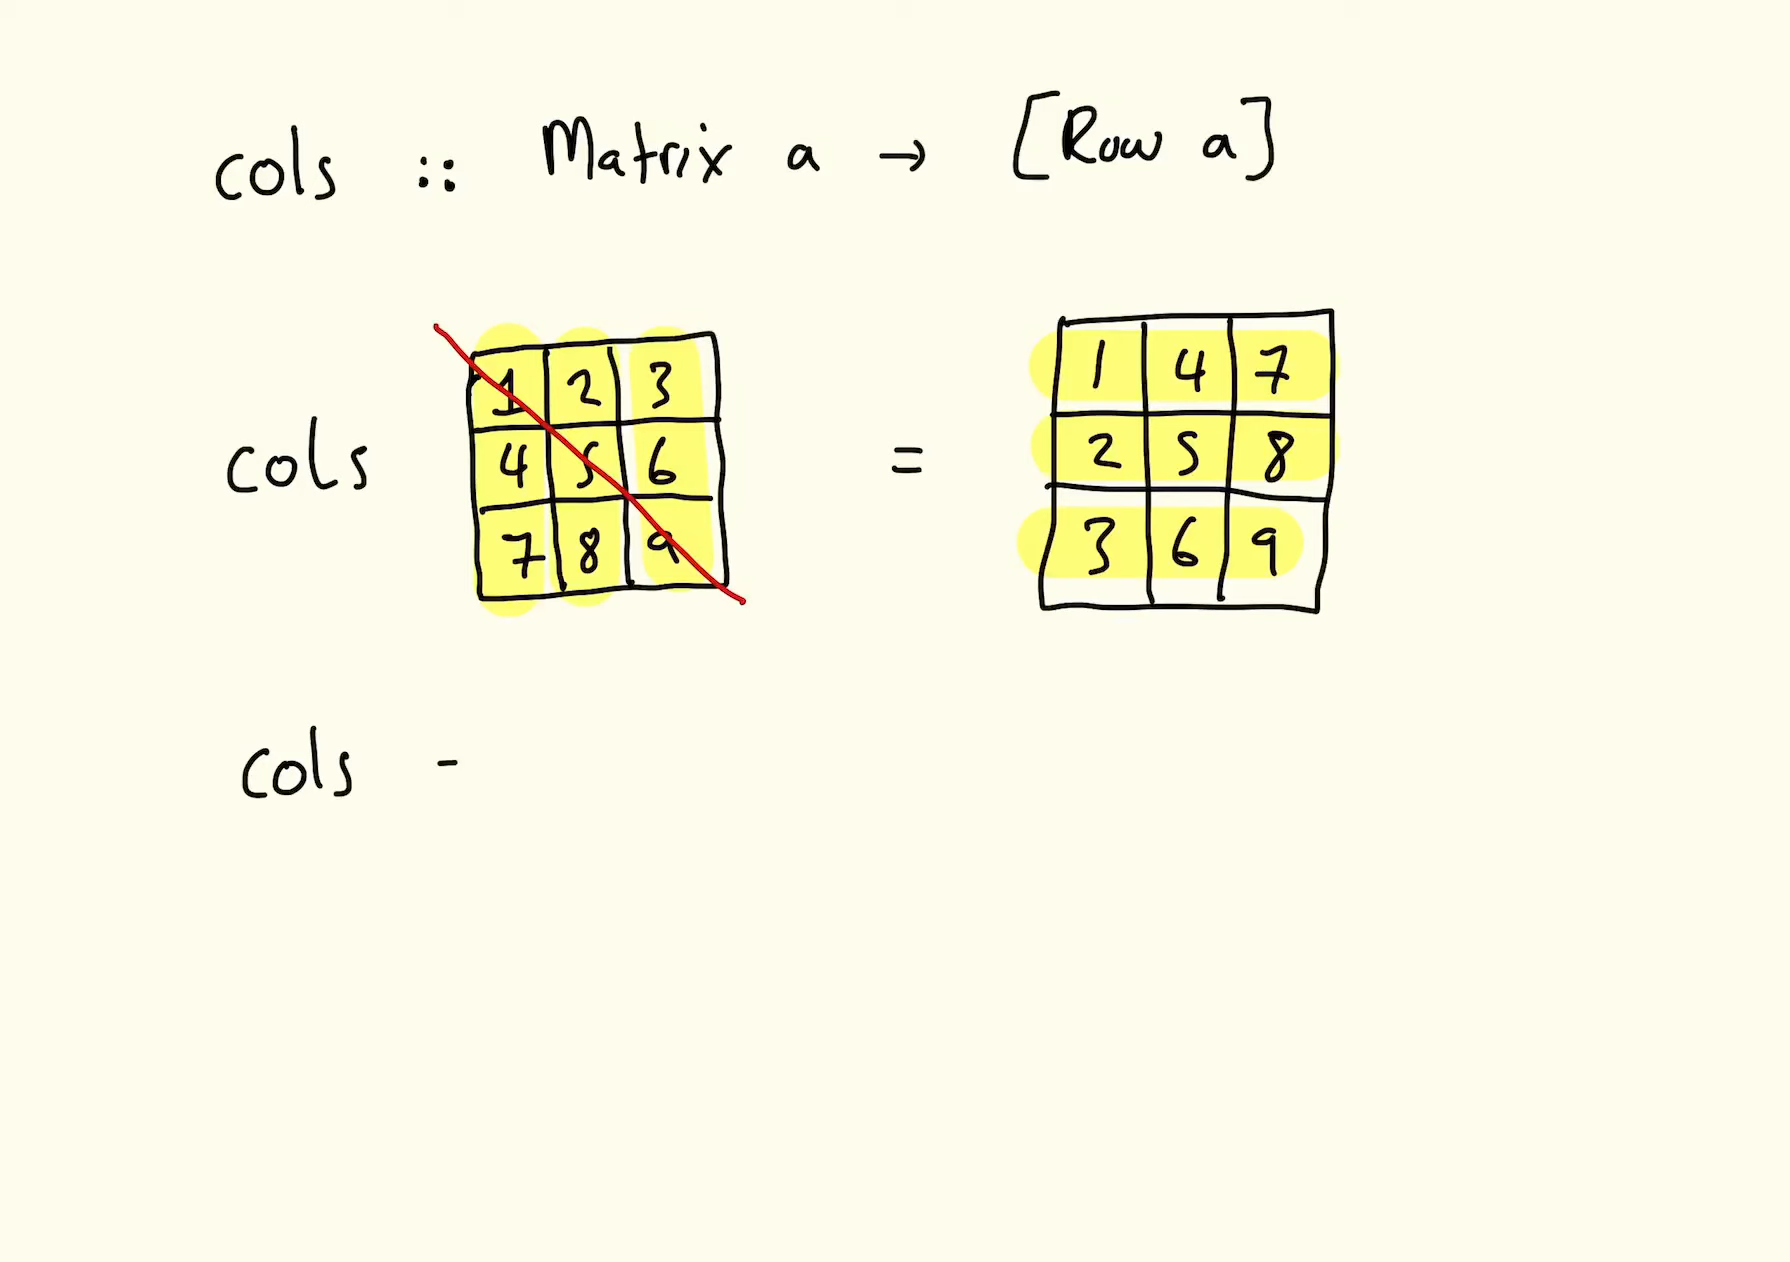 cols :: Matrix a → [Row a]
1 2 3
4 5 6
7 8 9
cols =
1 4 7
2 5 8
3 6 9
cols -